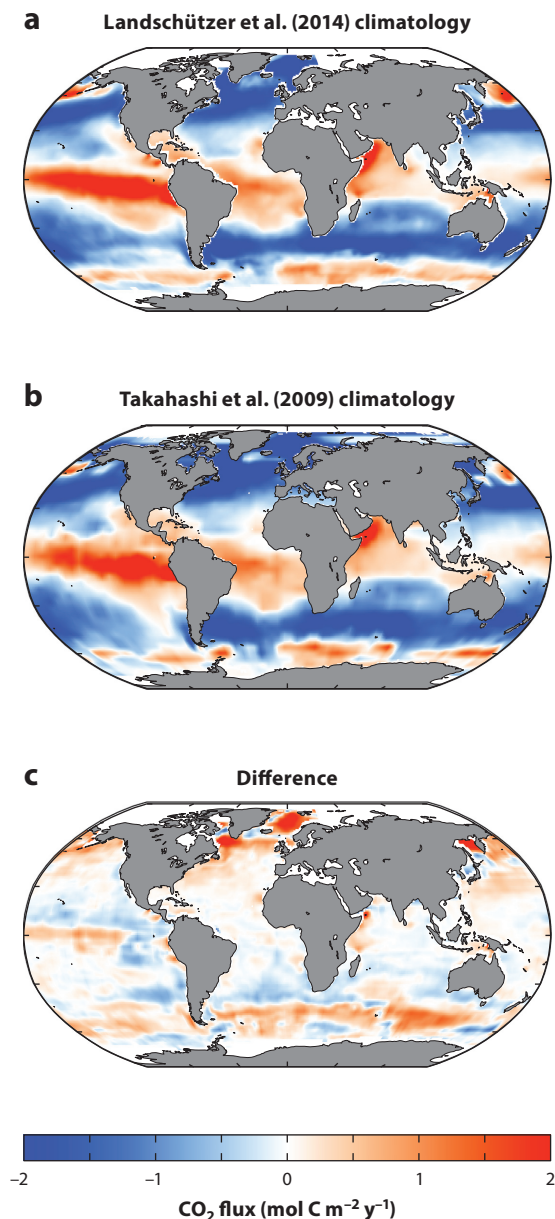 a
Landschützer et al. (2014) climatology
b
Takahashi et al. (2009) climatology
c
Difference
−2 −1 0 1 2
CO₂ flux (mol C m⁻² y⁻¹)